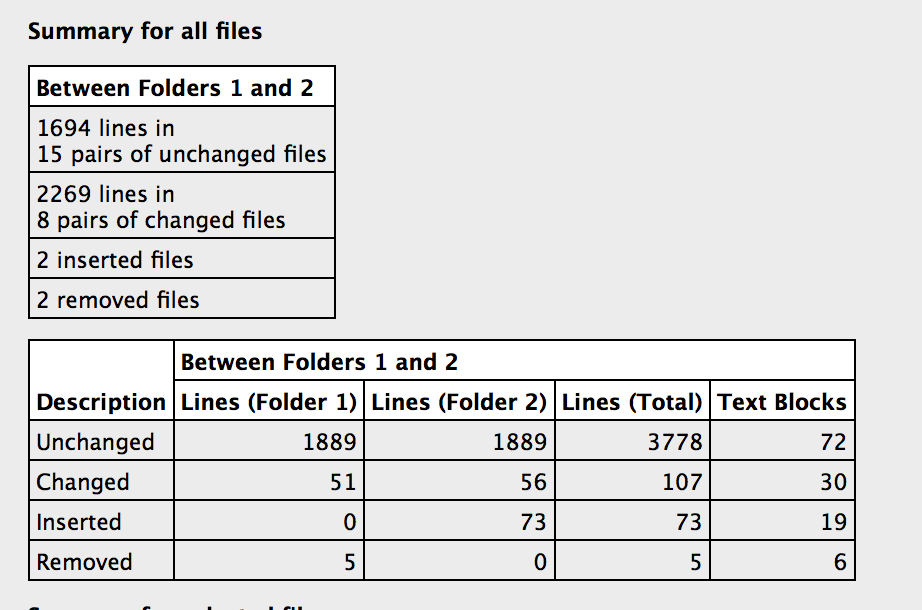 Summary for all files
Between Folders 1 and 2
1694 lines in
15 pairs of unchanged files
2269 lines in
8 pairs of changed files
2 inserted files
2 removed files
Between Folders 1 and 2
Description Lines (Folder 1) Lines (Folder 2) Lines (Total) Text Blocks
Unchanged 1889 1889 3778 72
Changed 51 56 107 30
Inserted 0 73 73 19
Removed 5 0 5 6